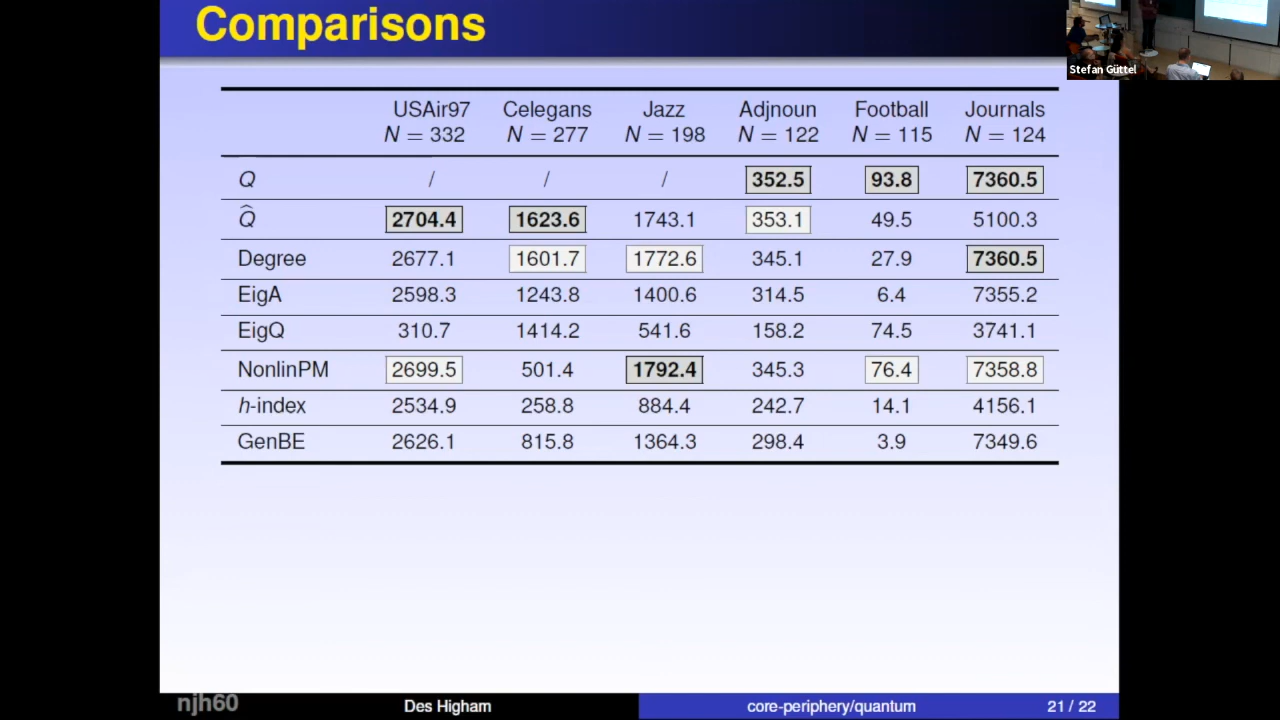 Comparisons
Stefan Güttel
USAir97 Celegans Jazz Adjnoun Football Journals
N = 332 N = 277 N = 198 N = 122 N = 115 N = 124
Q / / / 352.5 93.8 7360.5
Q̂ 2704.4 1623.6 1743.1 353.1 49.5 5100.3
Degree 2677.1 1601.7 1772.6 345.1 27.9 7360.5
EigA 2598.3 1243.8 1400.6 314.5 6.4 7355.2
EigQ 310.7 1414.2 541.6 158.2 74.5 3741.1
NonlinPM 2699.5 501.4 1792.4 345.3 76.4 7358.8
h-index 2534.9 258.8 884.4 242.7 14.1 4156.1
GenBE 2626.1 815.8 1364.3 298.4 3.9 7349.6
njh60 Des Higham core-periphery/quantum 21 / 22